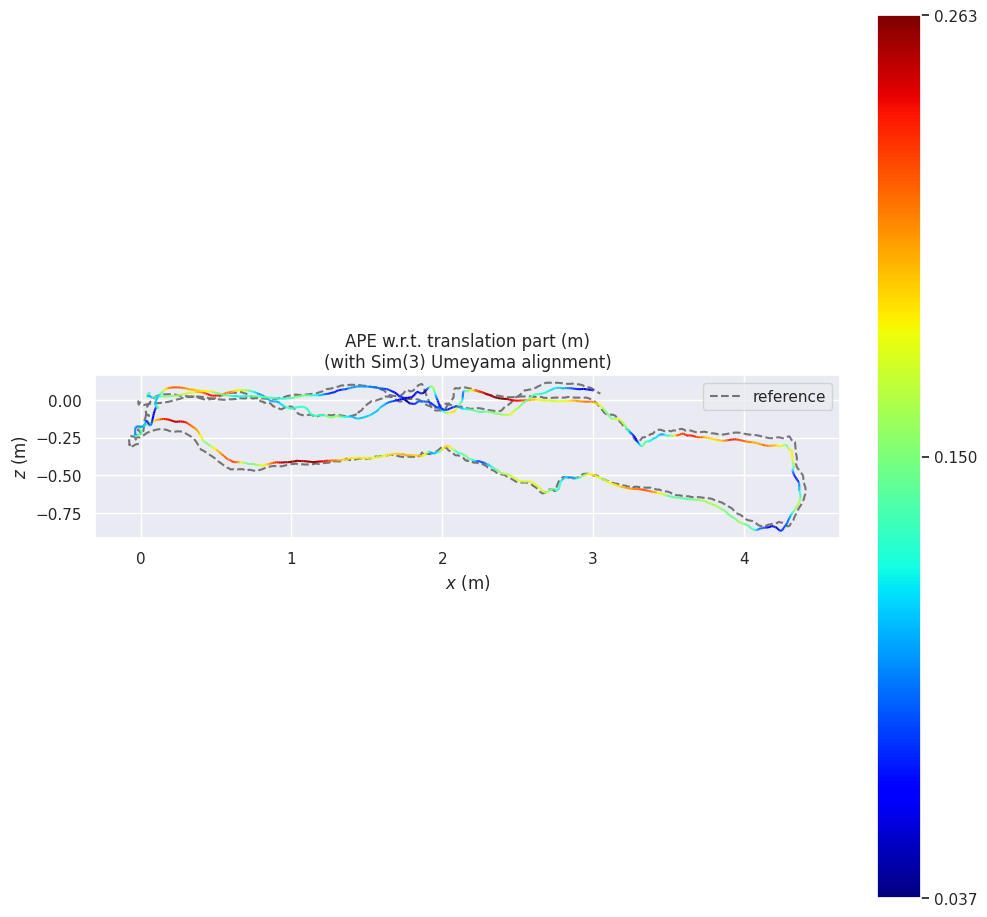 APE w.r.t. translation part (m)
(with Sim(3) Umeyama alignment)
reference
0.00
−0.25
−0.50
−0.75
z (m)
0
1
2
3
4
x (m)
0.263
0.150
0.037